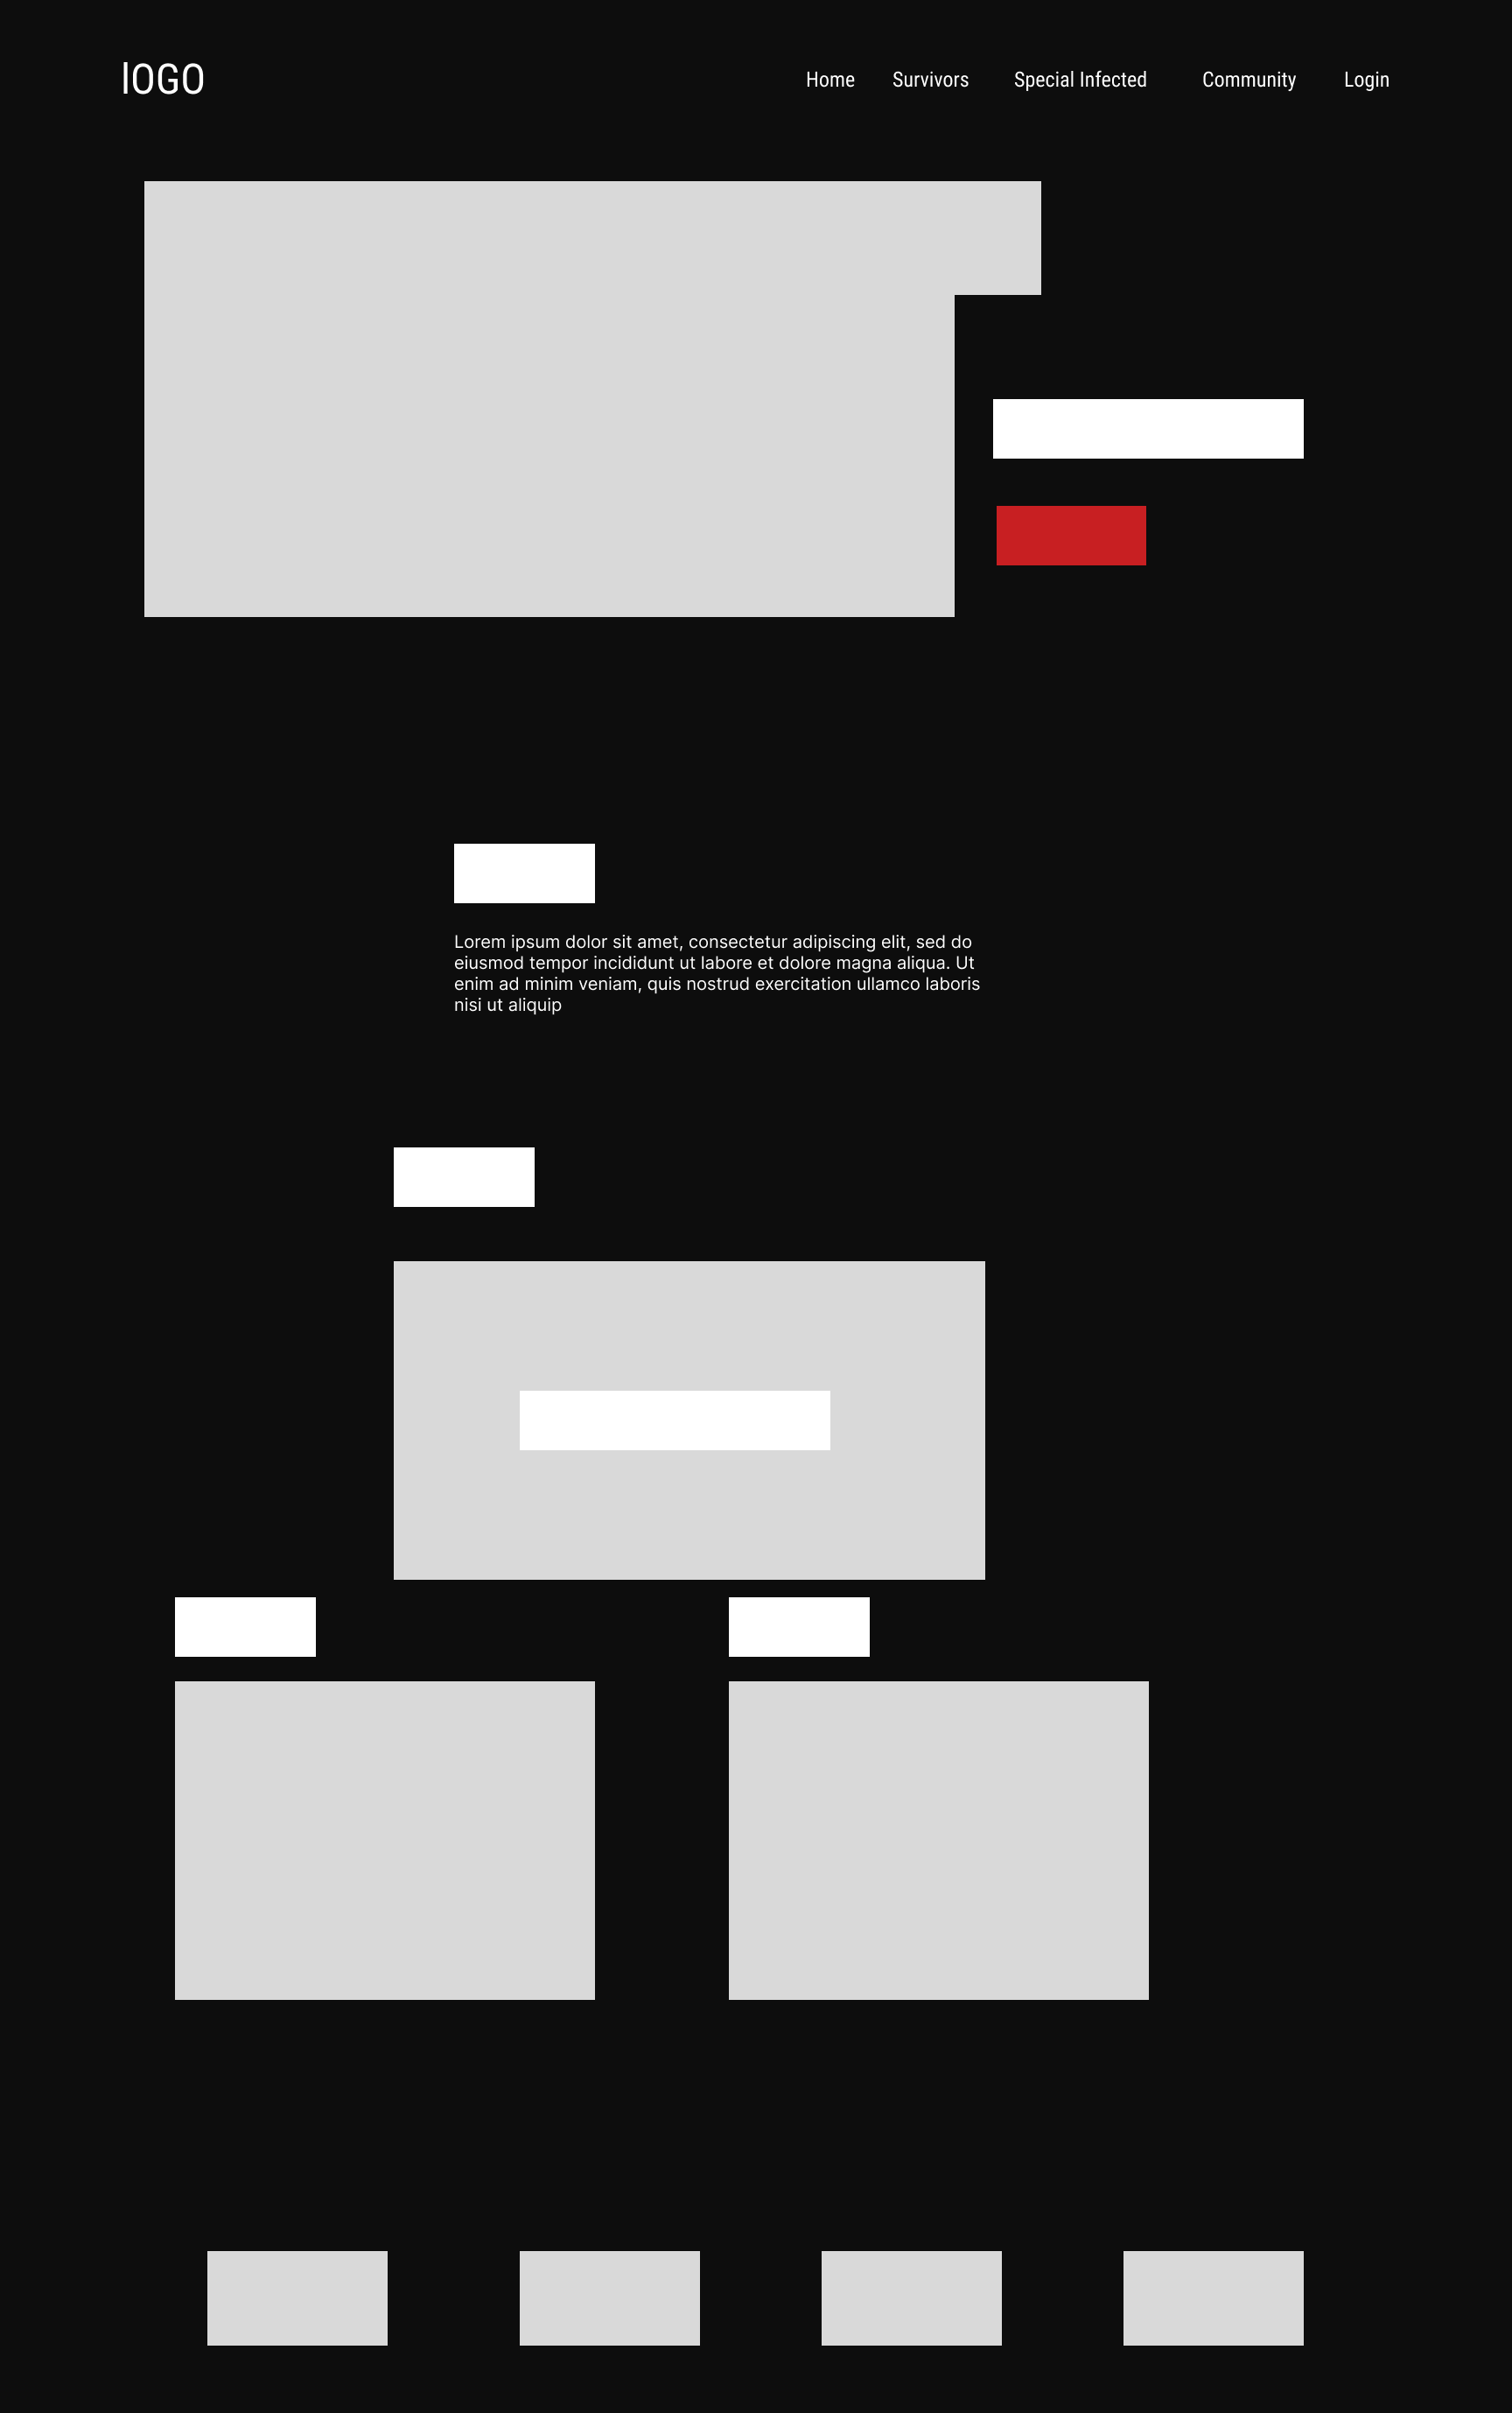 lOGO
Home Survivors Special Infected Community Login
Lorem ipsum dolor sit amet, consectetur adipiscing elit, sed do
eiusmod tempor incididunt ut labore et dolore magna aliqua. Ut
enim ad minim veniam, quis nostrud exercitation ullamco laboris
nisi ut aliquip